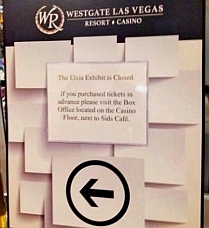 WR
WESTGATE LAS VEGAS
RESORT • CASINO
The Elvis Exhibit is Closed.
If you purchased tickets in
advance please visit the Box
Office located on the Casino
Floor, next to Sids Café.